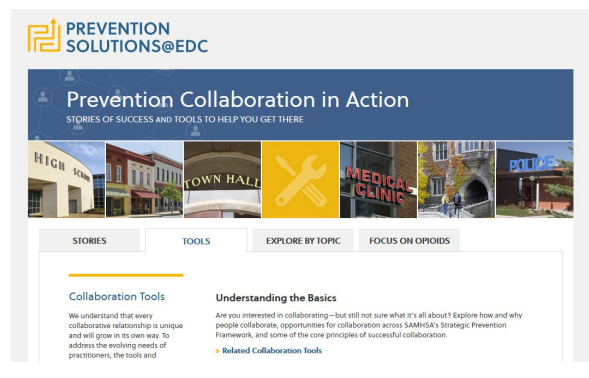 PREVENTION
SOLUTIONS@EDC
Prevention Collaboration in Action
STORIES OF SUCCESS AND TOOLS TO HELP YOU GET THERE
HIGH SCHOOL
TOWN HALL
MEDICAL
CLINIC
POLICE
STORIES
TOOLS
EXPLORE BY TOPIC
FOCUS ON OPIOIDS
Collaboration Tools
We understand that every
collaborative relationship is unique
and will grow in its own way. To
address the evolving needs of
practitioners, the tools and
Understanding the Basics
Are you interested in collaborating—but still not sure what it's all about? Explore how and why
people collaborate, opportunities for collaboration across SAMHSA's Strategic Prevention
Framework, and some of the core principles of successful collaboration.
» Related Collaboration Tools